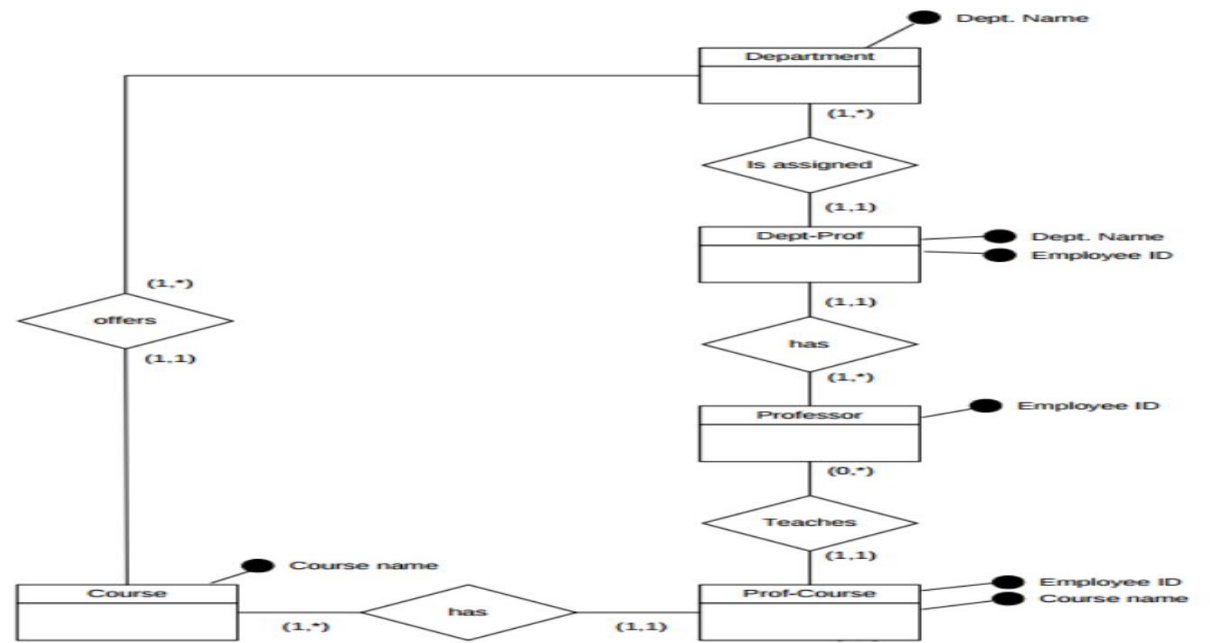 Dept. Name
Department
(1,*)
Is assigned
(1,1)
Dept-Prof
Dept. Name
Employee ID
(1,1)
(1,*)
offers
has
(1,1)
(1,*)
Professor
Employee ID
(0,*)
Teaches
(1,1)
Course name
Course
has
Prof-Course
Employee ID
Course name
(1,*)
(1,1)